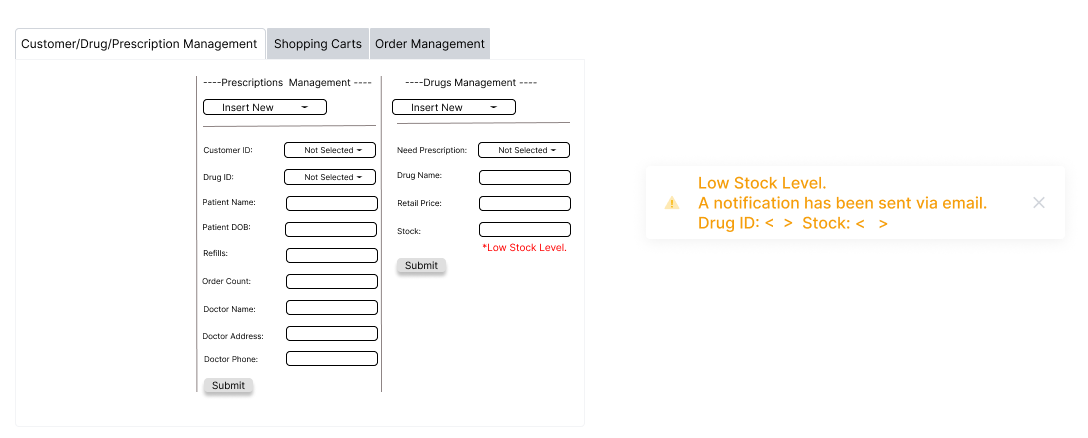 Customer/Drug/Prescription Management
Shopping Carts
Order Management
----Prescriptions Management ----
Insert New
Customer ID:
Not Selected
Drug ID:
Not Selected
Patient Name:
Patient DOB:
Refills:
Order Count:
Doctor Name:
Doctor Address:
Doctor Phone:
Submit
----Drugs Management ----
Insert New
Need Prescription:
Not Selected
Drug Name:
Retail Price:
Stock:
*Low Stock Level.
Submit
Low Stock Level.
A notification has been sent via email.
Drug ID: < > Stock: < >